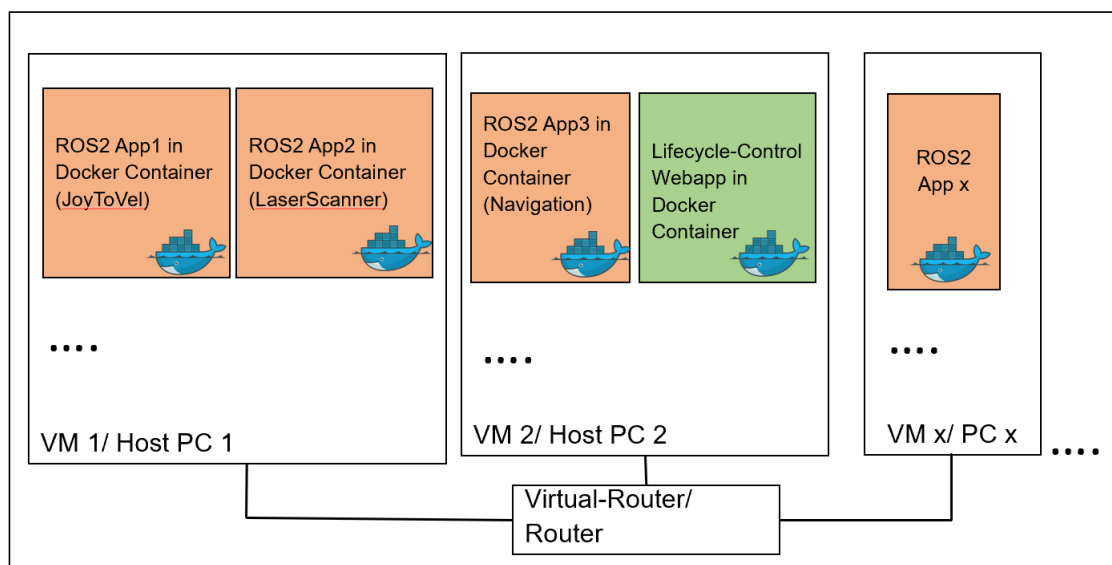 ROS2 App1 in
Docker Container
(JoyToVel)
ROS2 App2 in
Docker Container
(LaserScanner)
....
VM 1/ Host PC 1
ROS2 App3 in
Docker
Container
(Navigation)
Lifecycle-Control
Webapp in
Docker
Container
....
VM 2/ Host PC 2
ROS2
App x
....
VM x/ PC x
....
Virtual-Router/
Router